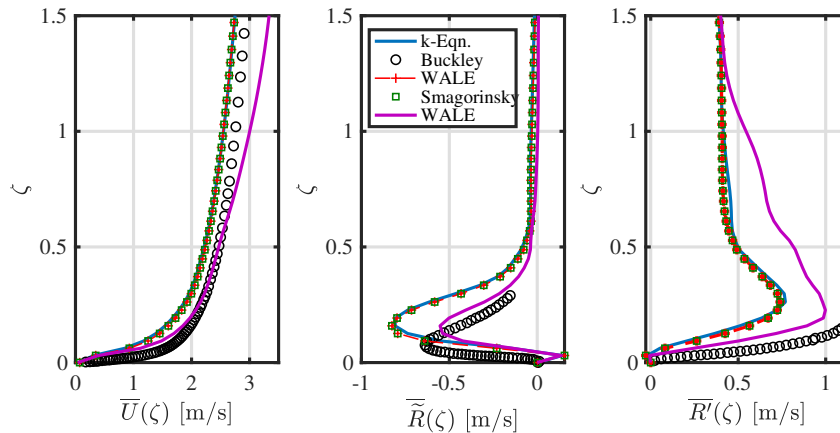 1.5
1
0.5
0
ζ
0 1 2 3
U(ζ) [m/s]
1.5
1
0.5
0
ζ
-1 -0.5 0
R̃(ζ) [m/s]
k-Eqn.
Buckley
WALE
Smagorinsky
WALE
1.5
1
0.5
0
ζ
0 0.5 1
R'(ζ) [m/s]